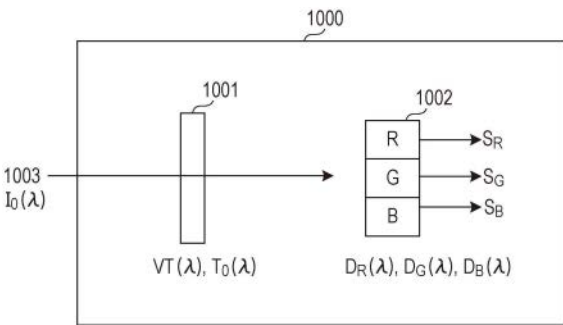 1000
1001
1002
R
S_R
1003
G
S_G
I₀(λ)
B
S_B
VT(λ), T₀(λ)
D_R(λ), D_G(λ), D_B(λ)